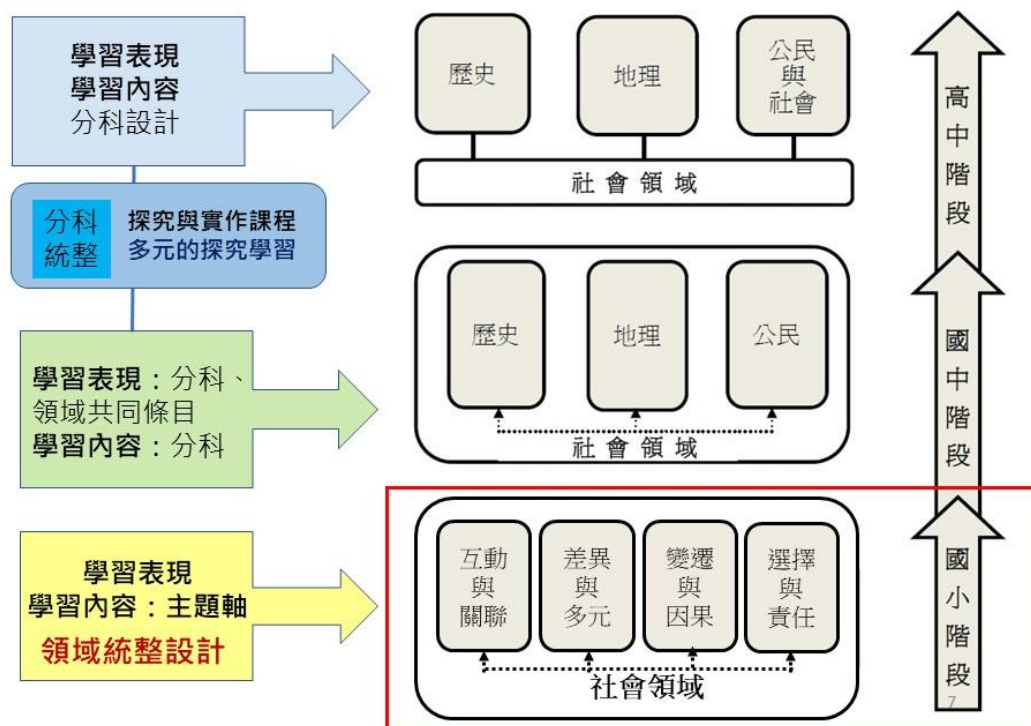 學習表現
學習內容
分科設計
歷史
地理
公民
與
社會
社會領域
高中階段
分科
統整
探究與實作課程
多元的探究學習
學習表現：分科、
領域共同條目
學習內容：分科
歷史
地理
公民
社會領域
國中階段
學習表現
學習內容：主題軸
領域統整設計
互動
與
關聯
差異
與
多元
變遷
與
因果
選擇
與
責任
社會領域
國小階段
7